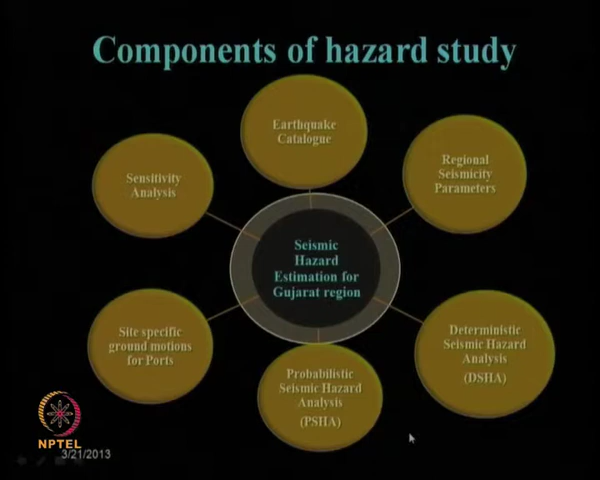 Components of hazard study
Earthquake
Catalogue
Regional
Seismicity
Parameters
Deterministic
Seismic Hazard
Analysis
(DSHA)
Probabilistic
Seismic Hazard
Analysis
(PSHA)
Site specific
ground motions
for Ports
Sensitivity
Analysis
Seismic
Hazard
Estimation for
Gujarat region
NPTEL
3/21/2013